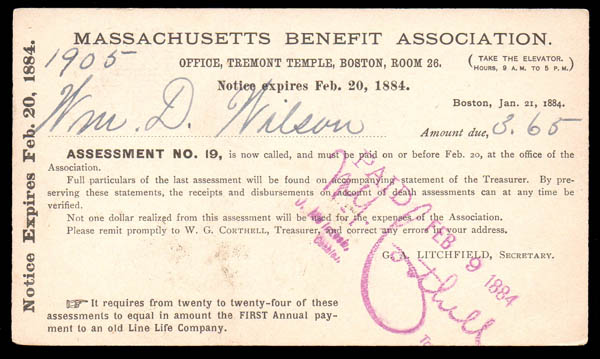 MASSACHUSETTS BENEFIT ASSOCIATION.
1905
OFFICE, TREMONT TEMPLE, BOSTON, ROOM 26.
(TAKE THE ELEVATOR.
HOURS, 9 A.M. TO 5 P.M.)
Notice expires Feb. 20, 1884.
Boston, Jan. 21, 1884.
Wm. D. Wilson
Amount due, 3.65
ASSESSMENT NO. 19, is now called, and must be paid on or before Feb. 20, at the office of the
Association.
Full particulars of the last assessment will be found on accompanying statement of the Treasurer. By pre-
serving these statements, the receipts and disbursements on account of death assessments can at any time be
verified.
Not one dollar realized from this assessment will be used for the expenses of the Association.
Please remit promptly to W. G. CORTHELL, Treasurer, and correct any errors in your address.
G. A. LITCHFIELD, SECRETARY.
☞ It requires from twenty to twenty-four of these
assessments to equal in amount the FIRST Annual pay-
ment to an old Line Life Company.
Notice Expires Feb. 20, 1884.
PAID
FEB 9 1884
W G Corthell
Cashier.